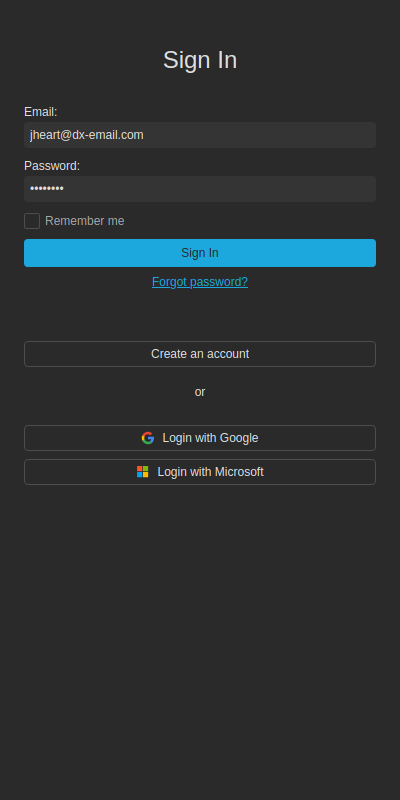 Sign In
Email:
jheart@dx-email.com
Password:
••••••••
Remember me
Sign In
Forgot password?
Create an account
or
Login with Google
Login with Microsoft